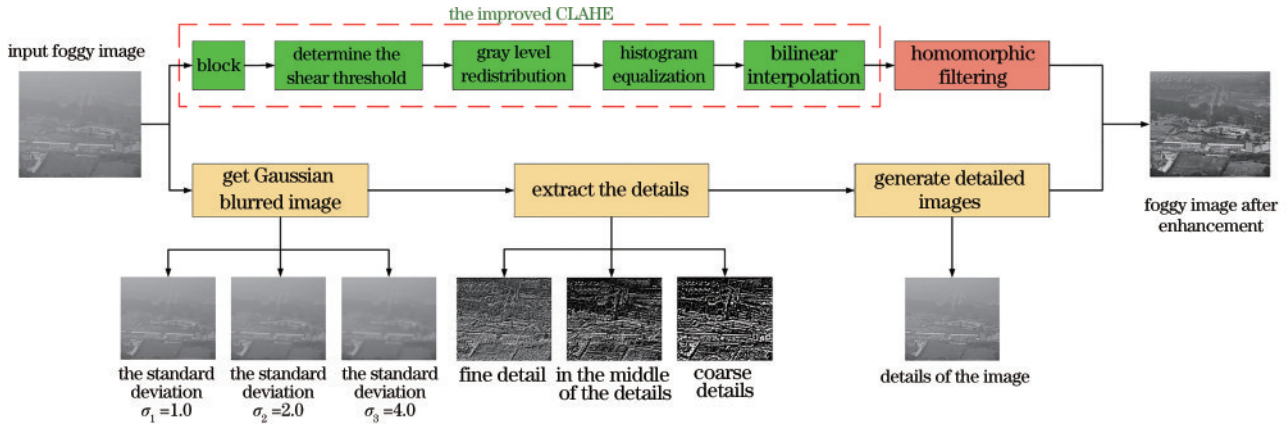 the improved CLAHE
input foggy image
block
determine the
shear threshold
gray level
redistribution
histogram
equalization
bilinear
interpolation
homomorphic
filtering
get Gaussian
blurred image
extract the details
generate detailed
images
foggy image after
enhancement
the standard
deviation
σ₁=1.0
the standard
deviation
σ₂=2.0
the standard
deviation
σ₃=4.0
fine detail
in the middle
of the details
coarse
details
details of the image